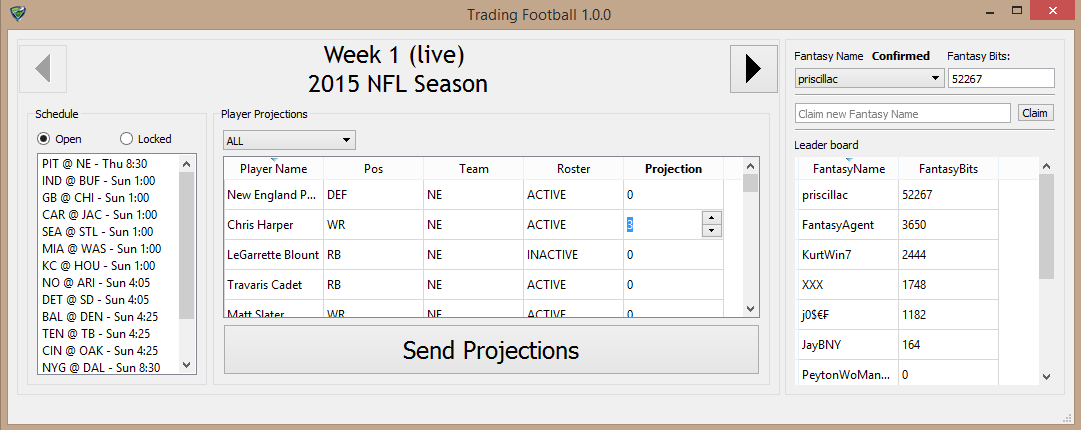 Trading Football 1.0.0
Week 1 (live)
2015 NFL Season
Schedule
Open Locked
PIT @ NE - Thu 8:30
IND @ BUF - Sun 1:00
GB @ CHI - Sun 1:00
CAR @ JAC - Sun 1:00
SEA @ STL - Sun 1:00
MIA @ WAS - Sun 1:00
KC @ HOU - Sun 1:00
NO @ ARI - Sun 4:05
DET @ SD - Sun 4:05
BAL @ DEN - Sun 4:25
TEN @ TB - Sun 4:25
CIN @ OAK - Sun 4:25
NYG @ DAL - Sun 8:30
Player Projections
ALL
Player Name Pos Team Roster Projection
New England P... DEF NE ACTIVE 0
Chris Harper WR NE ACTIVE 3
LeGarrette Blount RB NE INACTIVE 0
Travaris Cadet RB NE ACTIVE 0
Matt Slater WR NE ACTIVE 0
Send Projections
Fantasy Name Confirmed Fantasy Bits:
priscillac 52267
Claim new Fantasy Name Claim
Leader board
FantasyName FantasyBits
priscillac 52267
FantasyAgent 3650
KurtWin7 2444
XXX 1748
j0$€₣ 1182
JayBNY 164
PeytonWoMan... 0